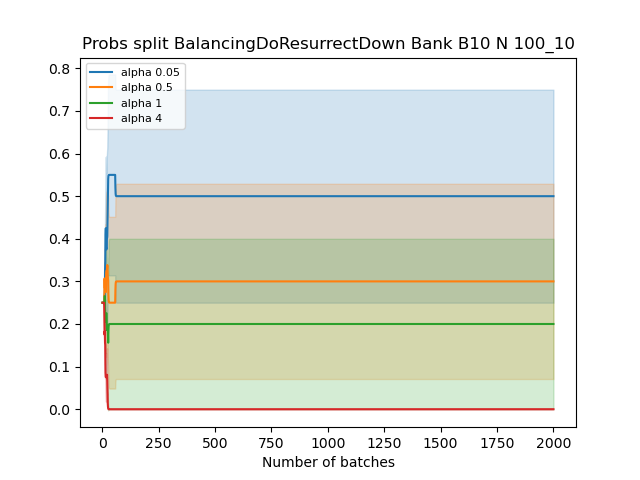 Probs split BalancingDoResurrectDown Bank B10 N 100_10
alpha 0.05
alpha 0.5
alpha 1
alpha 4
0.8
0.7
0.6
0.5
0.4
0.3
0.2
0.1
0.0
0 250 500 750 1000 1250 1500 1750 2000
Number of batches